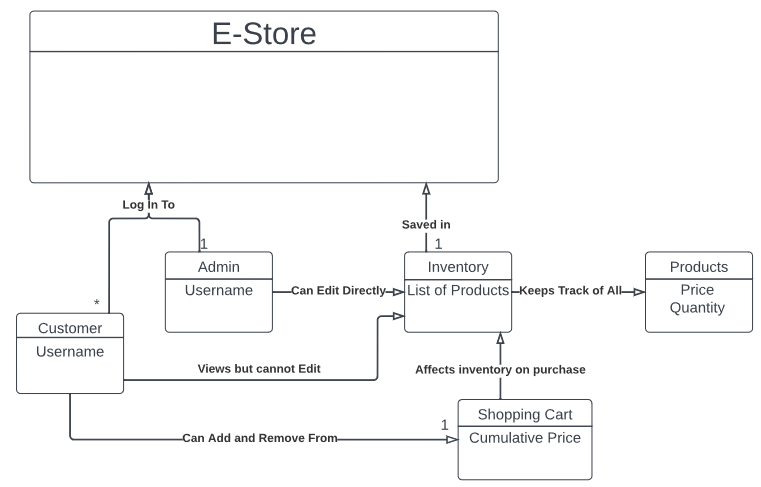 E-Store
Log In To
Saved in
1
1
Admin
Username
Can Edit Directly
Inventory
List of Products
Keeps Track of All
Products
Price
Quantity
*
Customer
Username
Views but cannot Edit
Affects inventory on purchase
Can Add and Remove From
1
Shopping Cart
Cumulative Price